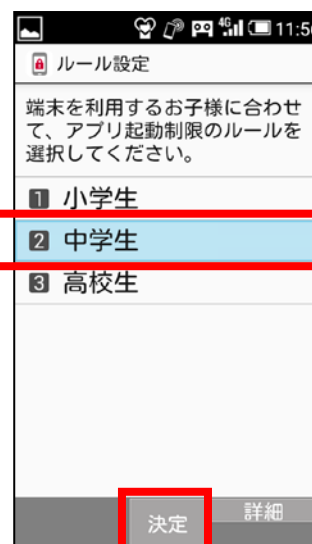 4G 11:56
ルール設定
端末を利用するお子様に合わせ
て、アプリ起動制限のルールを
選択してください。
1 小学生
2 中学生
3 高校生
決定 詳細